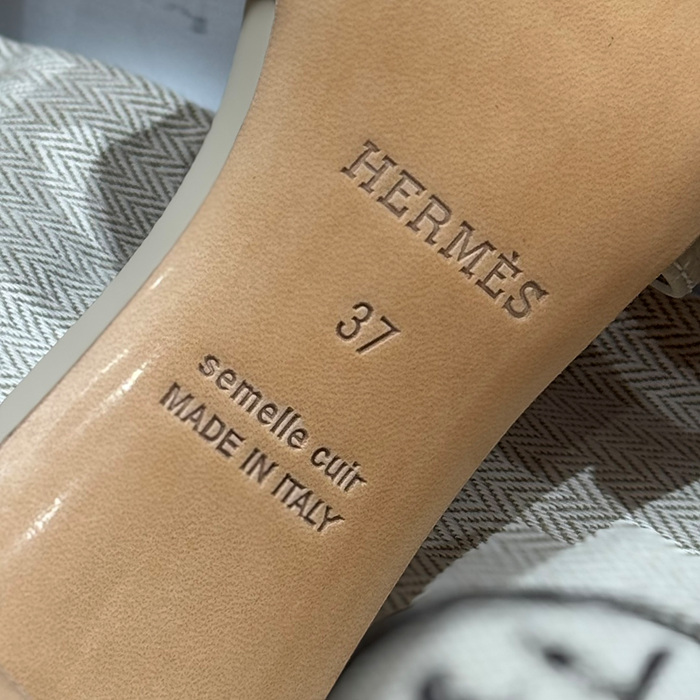 HERMÈS
37
semelle cuir
MADE IN ITALY